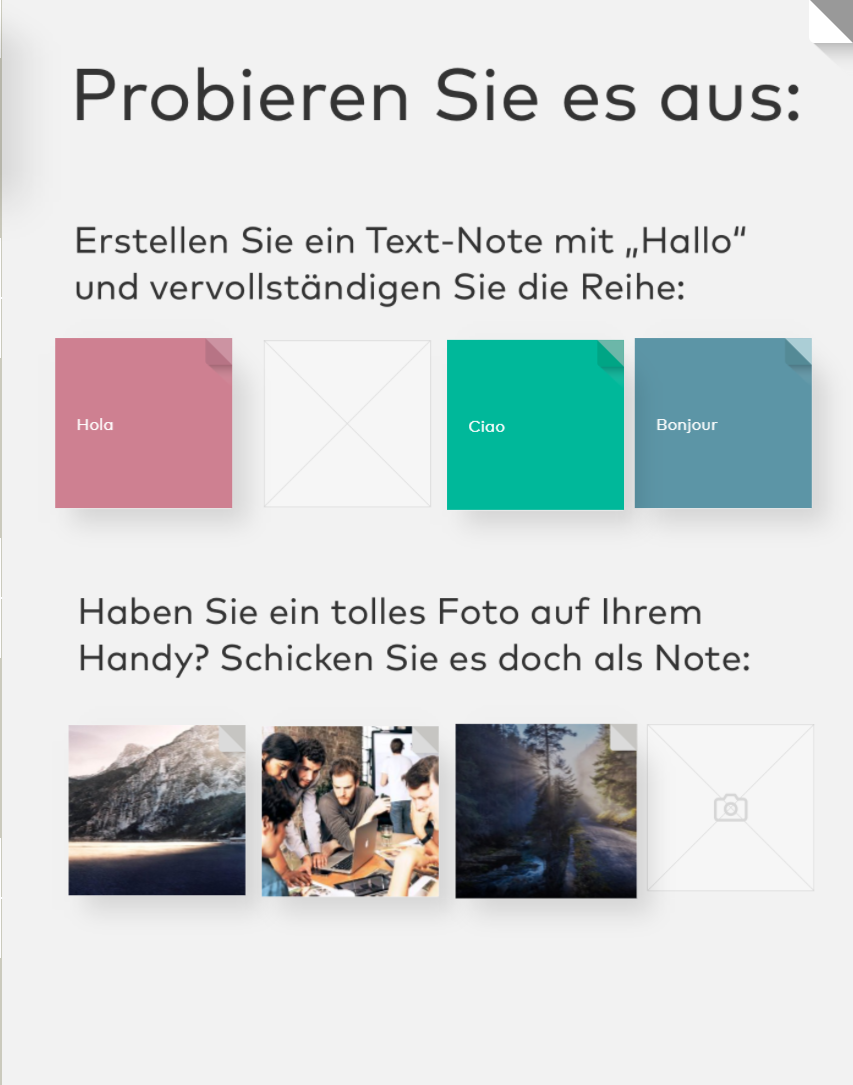 Probieren Sie es aus:
Erstellen Sie ein Text-Note mit „Hallo“
und vervollständigen Sie die Reihe:
Hola
Ciao
Bonjour
Haben Sie ein tolles Foto auf Ihrem
Handy? Schicken Sie es doch als Note: